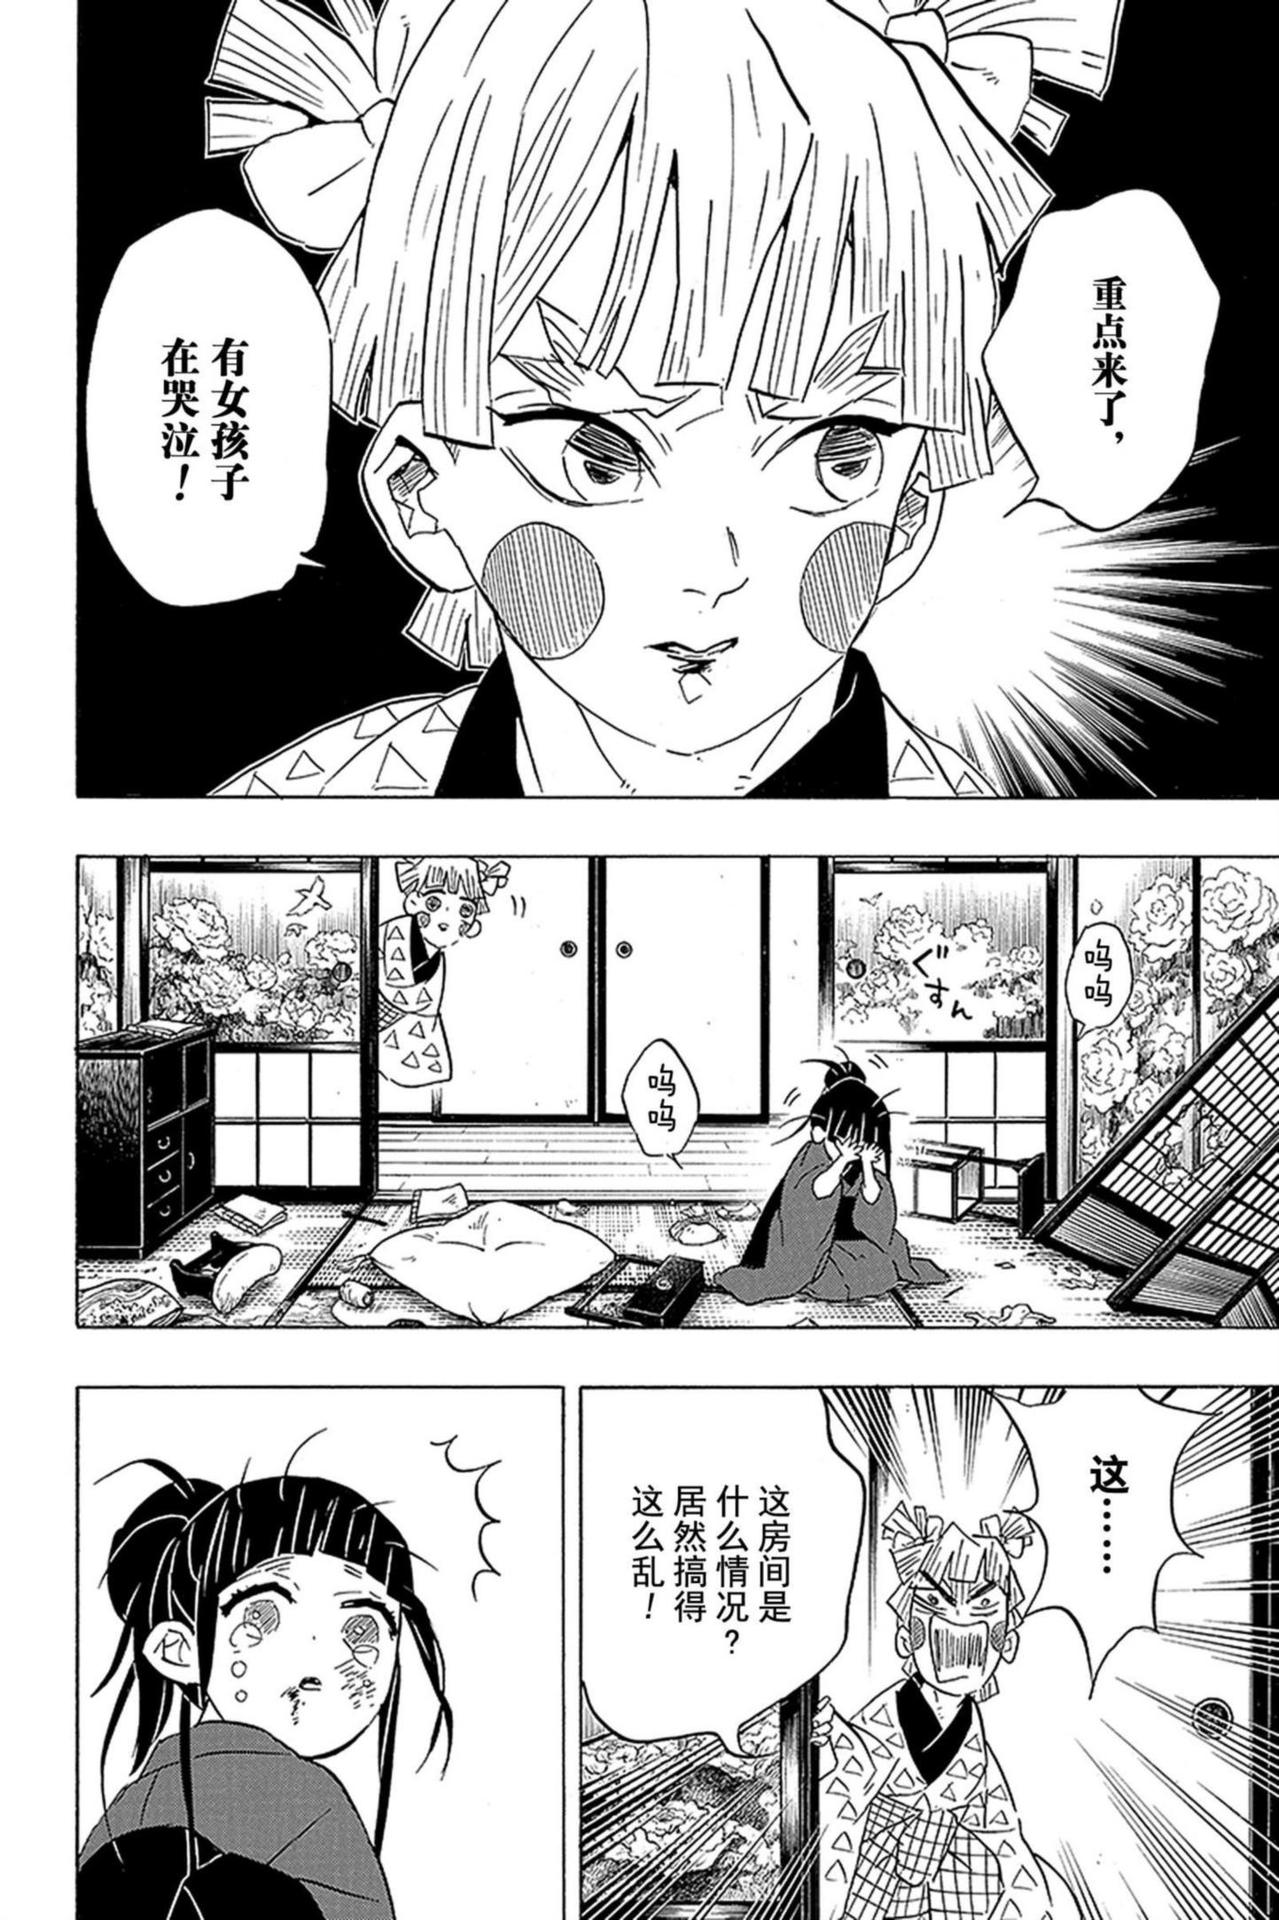 重点来了，
有女孩子
在哭泣！
呜呜
ぐすん
呜呜
这……
这房间是
什么情况？
居然搞得
这么乱！